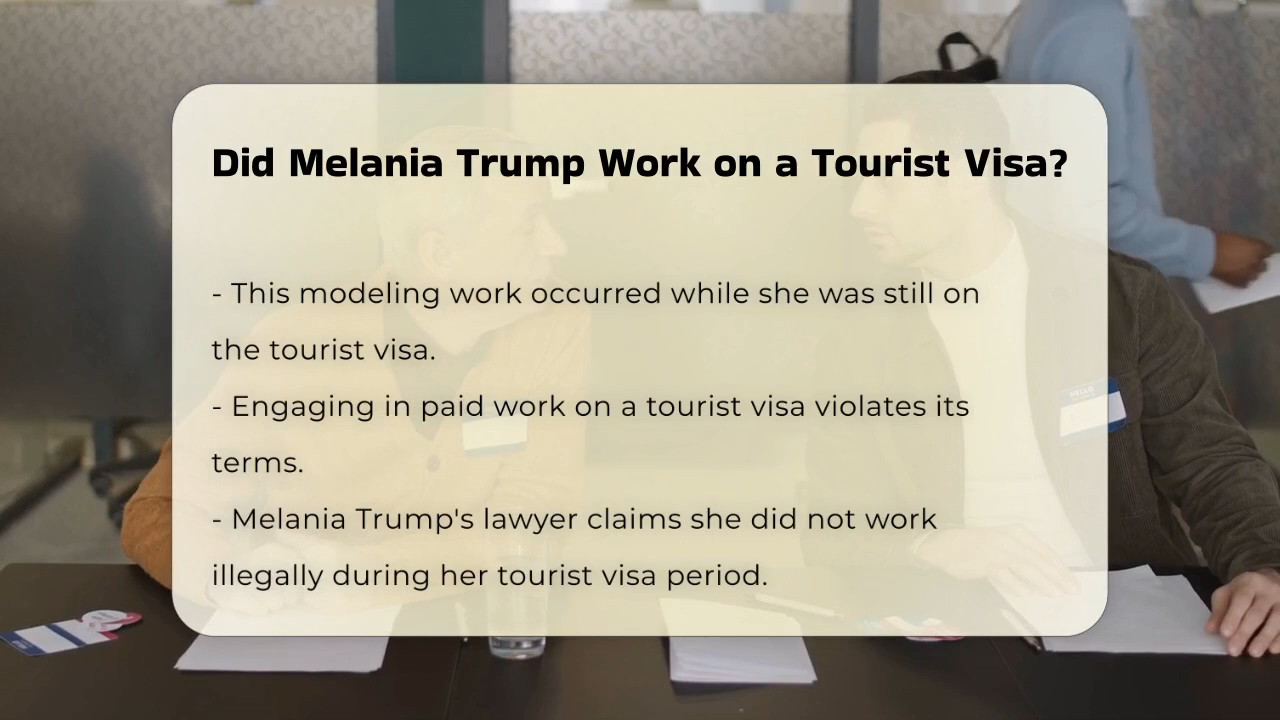 Did Melania Trump Work on a Tourist Visa?
- This modeling work occurred while she was still on
the tourist visa.
- Engaging in paid work on a tourist visa violates its
terms.
- Melania Trump's lawyer claims she did not work
illegally during her tourist visa period.
HELLO